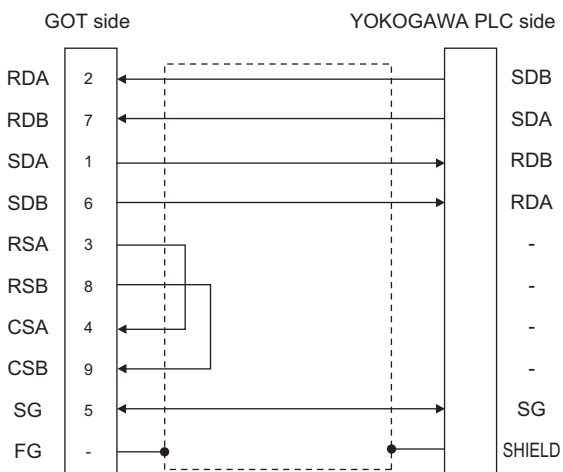 GOT side YOKOGAWA PLC side
RDA 2 SDB
RDB 7 SDA
SDA 1 RDB
SDB 6 RDA
RSA 3 -
RSB 8 -
CSA 4 -
CSB 9 -
SG 5 SG
FG - SHIELD